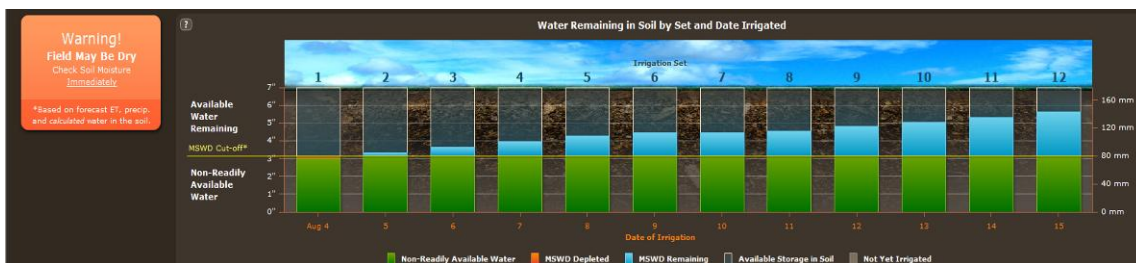 Warning!
Field May Be Dry
Check Soil Moisture
Immediately
*Based on forecast ET, precip.
and calculated water in the soil.
?
Water Remaining in Soil by Set and Date Irrigated
Irrigation Set
1 2 3 4 5 6 7 8 9 10 11 12
Available
Water
Remaining
MSWD Cut-off*
Non-Readily
Available
Water
7"
6"
5"
4"
3"
2"
1"
0"
160 mm
120 mm
80 mm
40 mm
0 mm
Aug 4 5 6 7 8 9 10 11 12 13 14 15
Date of Irrigation
Non-Readily Available Water MSWD Depleted MSWD Remaining Available Storage in Soil Not Yet Irrigated